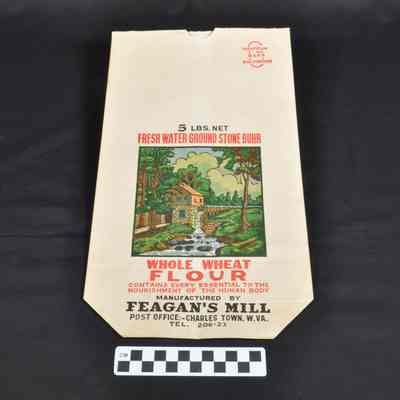 5 LBS. NET
FRESH WATER GROUND STONE BUHR
WHOLE WHEAT
FLOUR
CONTAINS EVERY ESSENTIAL TO THE
NOURISHMENT OF THE HUMAN BODY
MANUFACTURED BY
FEAGAN'S MILL
POST OFFICE:- CHARLES TOWN, W.VA.
TEL. 206-23
CM